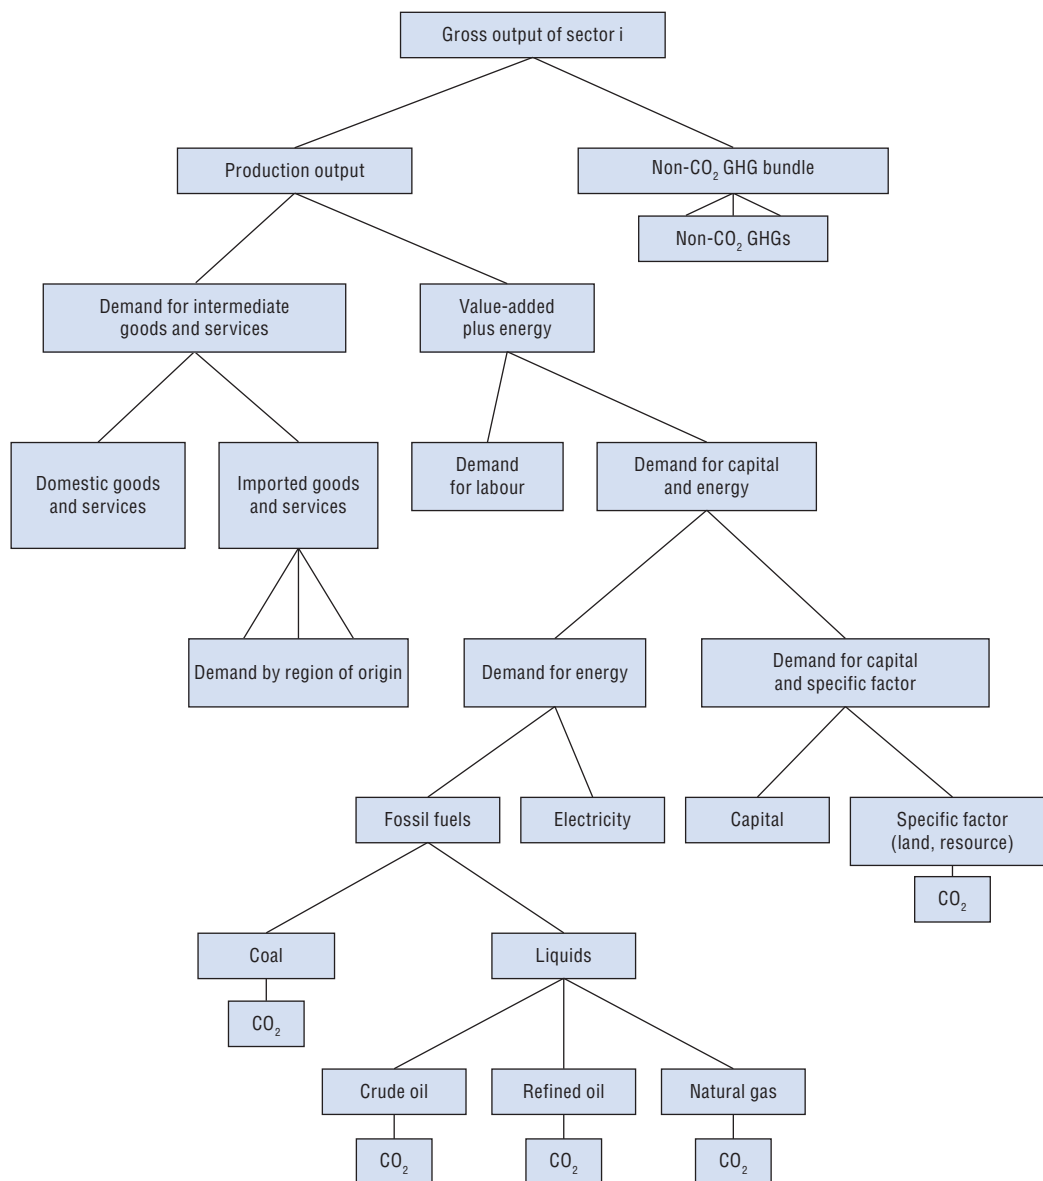 Gross output of sector i
Production output
Non-CO₂ GHG bundle
Non-CO₂ GHGs
Demand for intermediate
goods and services
Value-added
plus energy
Domestic goods
and services
Imported goods
and services
Demand
for labour
Demand for capital
and energy
Demand by region of origin
Demand for energy
Demand for capital
and specific factor
Fossil fuels
Electricity
Capital
Specific factor
(land, resource)
CO₂
Coal
Liquids
CO₂
Crude oil
Refined oil
Natural gas
CO₂
CO₂
CO₂